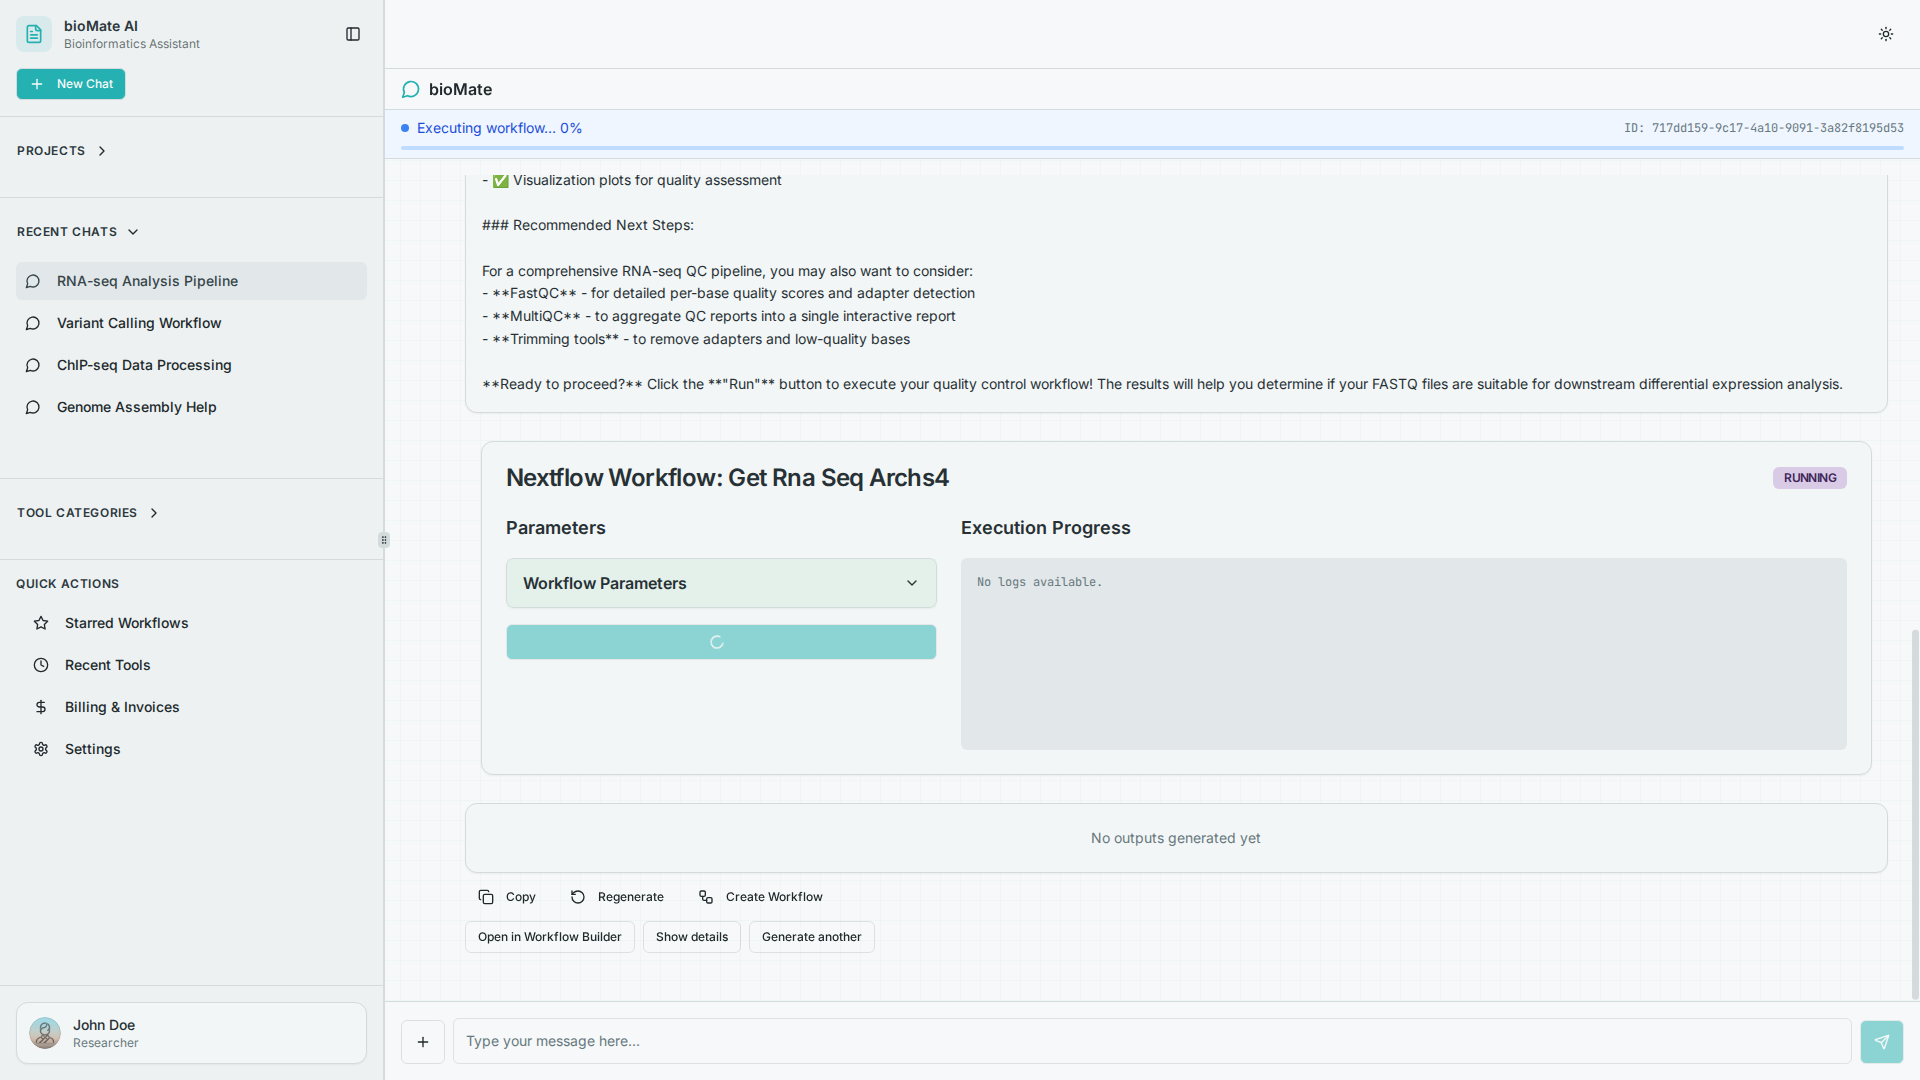 bioMate AI
Bioinformatics Assistant
New Chat
PROJECTS
RECENT CHATS
RNA-seq Analysis Pipeline
Variant Calling Workflow
ChIP-seq Data Processing
Genome Assembly Help
TOOL CATEGORIES
QUICK ACTIONS
Starred Workflows
Recent Tools
Billing & Invoices
Settings
John Doe
Researcher
bioMate
Executing workflow... 0%
ID: 717dd159-9c17-4a10-9091-3a82f8195d53
- ✅ Visualization plots for quality assessment
### Recommended Next Steps:
For a comprehensive RNA-seq QC pipeline, you may also want to consider:
- **FastQC** - for detailed per-base quality scores and adapter detection
- **MultiQC** - to aggregate QC reports into a single interactive report
- **Trimming tools** - to remove adapters and low-quality bases
**Ready to proceed?** Click the **"Run"** button to execute your quality control workflow! The results will help you determine if your FASTQ files are suitable for downstream differential expression analysis.
Nextflow Workflow: Get Rna Seq Archs4
RUNNING
Parameters
Workflow Parameters
Execution Progress
No logs available.
No outputs generated yet
Copy
Regenerate
Create Workflow
Open in Workflow Builder
Show details
Generate another
Type your message here...